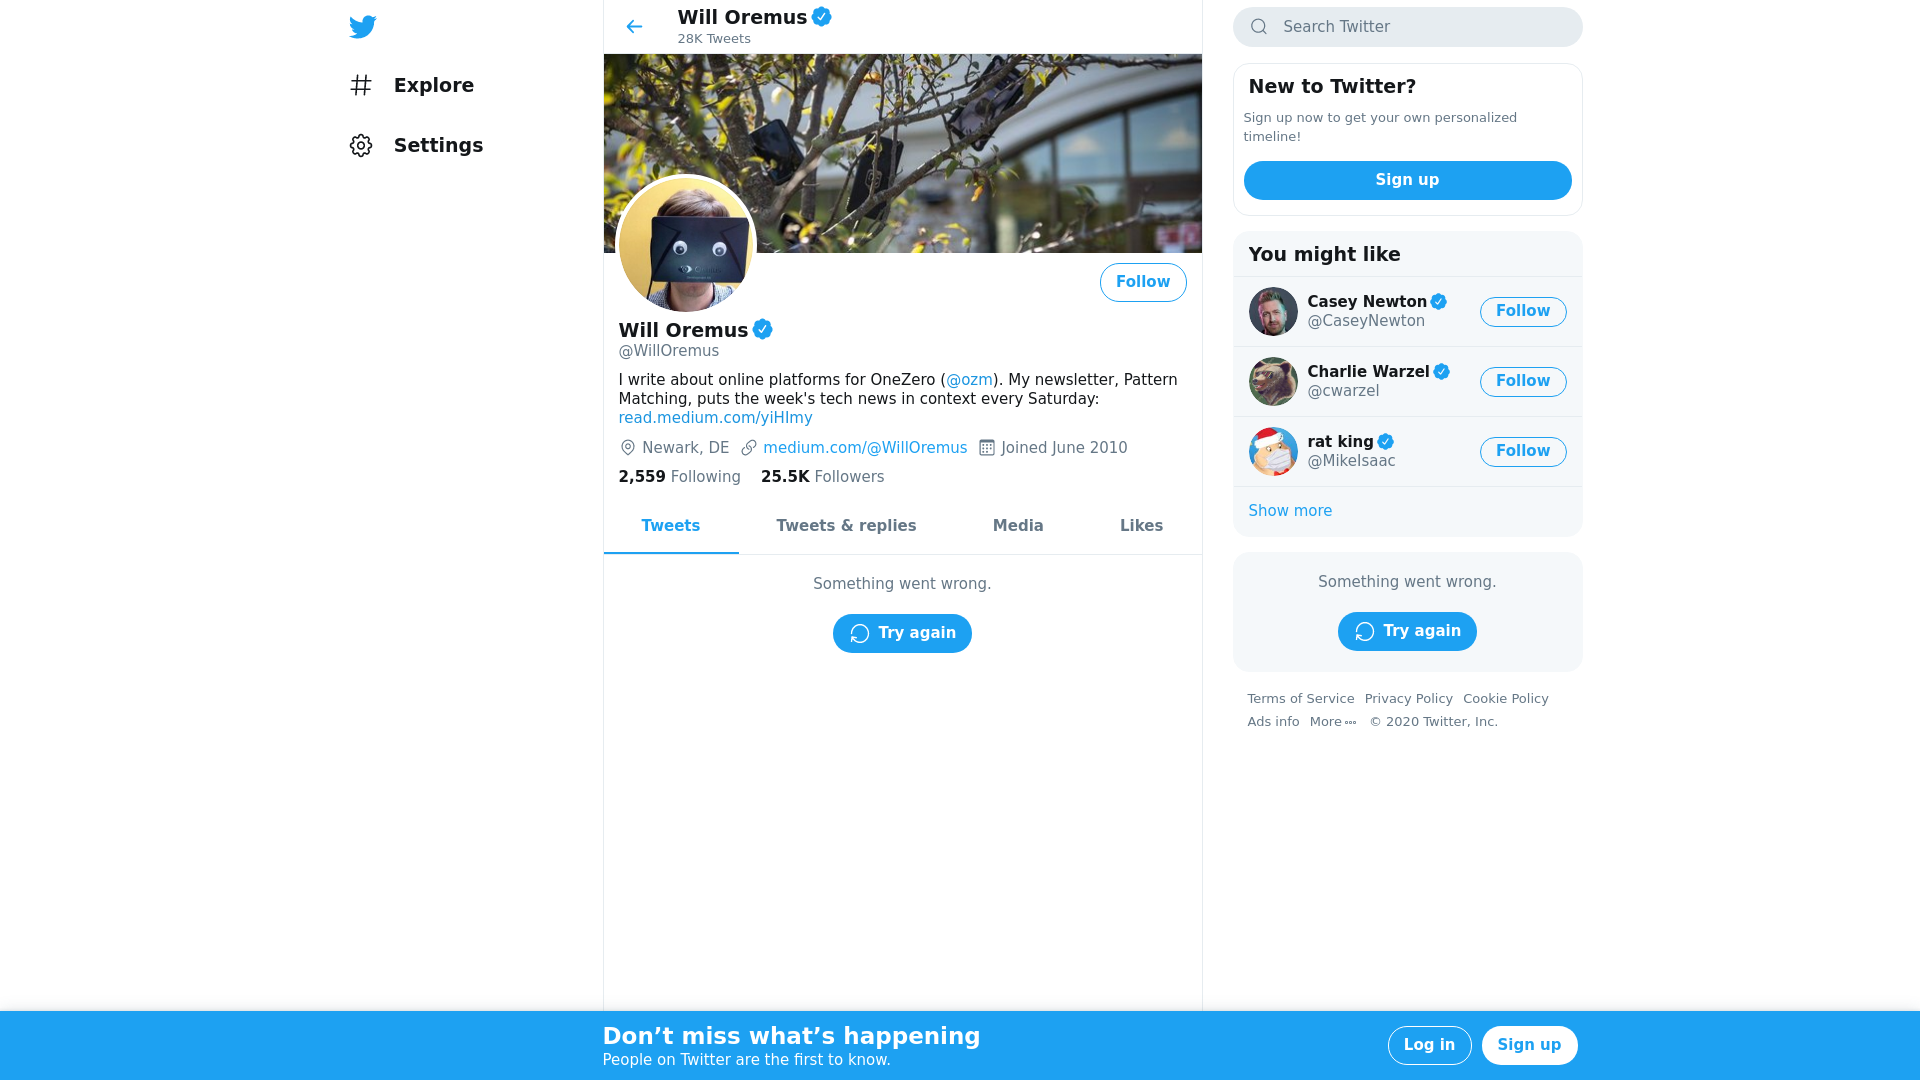 Explore
Settings
Will Oremus
28K Tweets
Follow
Will Oremus
@WillOremus
I write about online platforms for OneZero (@ozm). My newsletter, Pattern
Matching, puts the week's tech news in context every Saturday:
read.medium.com/yiHImy
Newark, DE medium.com/@WillOremus Joined June 2010
2,559 Following 25.5K Followers
Tweets Tweets & replies Media Likes
Something went wrong.
Try again
Search Twitter
New to Twitter?
Sign up now to get your own personalized
timeline!
Sign up
You might like
Casey Newton
@CaseyNewton
Follow
Charlie Warzel
@cwarzel
Follow
rat king
@MikeIsaac
Follow
Show more
Something went wrong.
Try again
Terms of Service Privacy Policy Cookie Policy
Ads info More © 2020 Twitter, Inc.
Don’t miss what’s happening
People on Twitter are the first to know.
Log in
Sign up